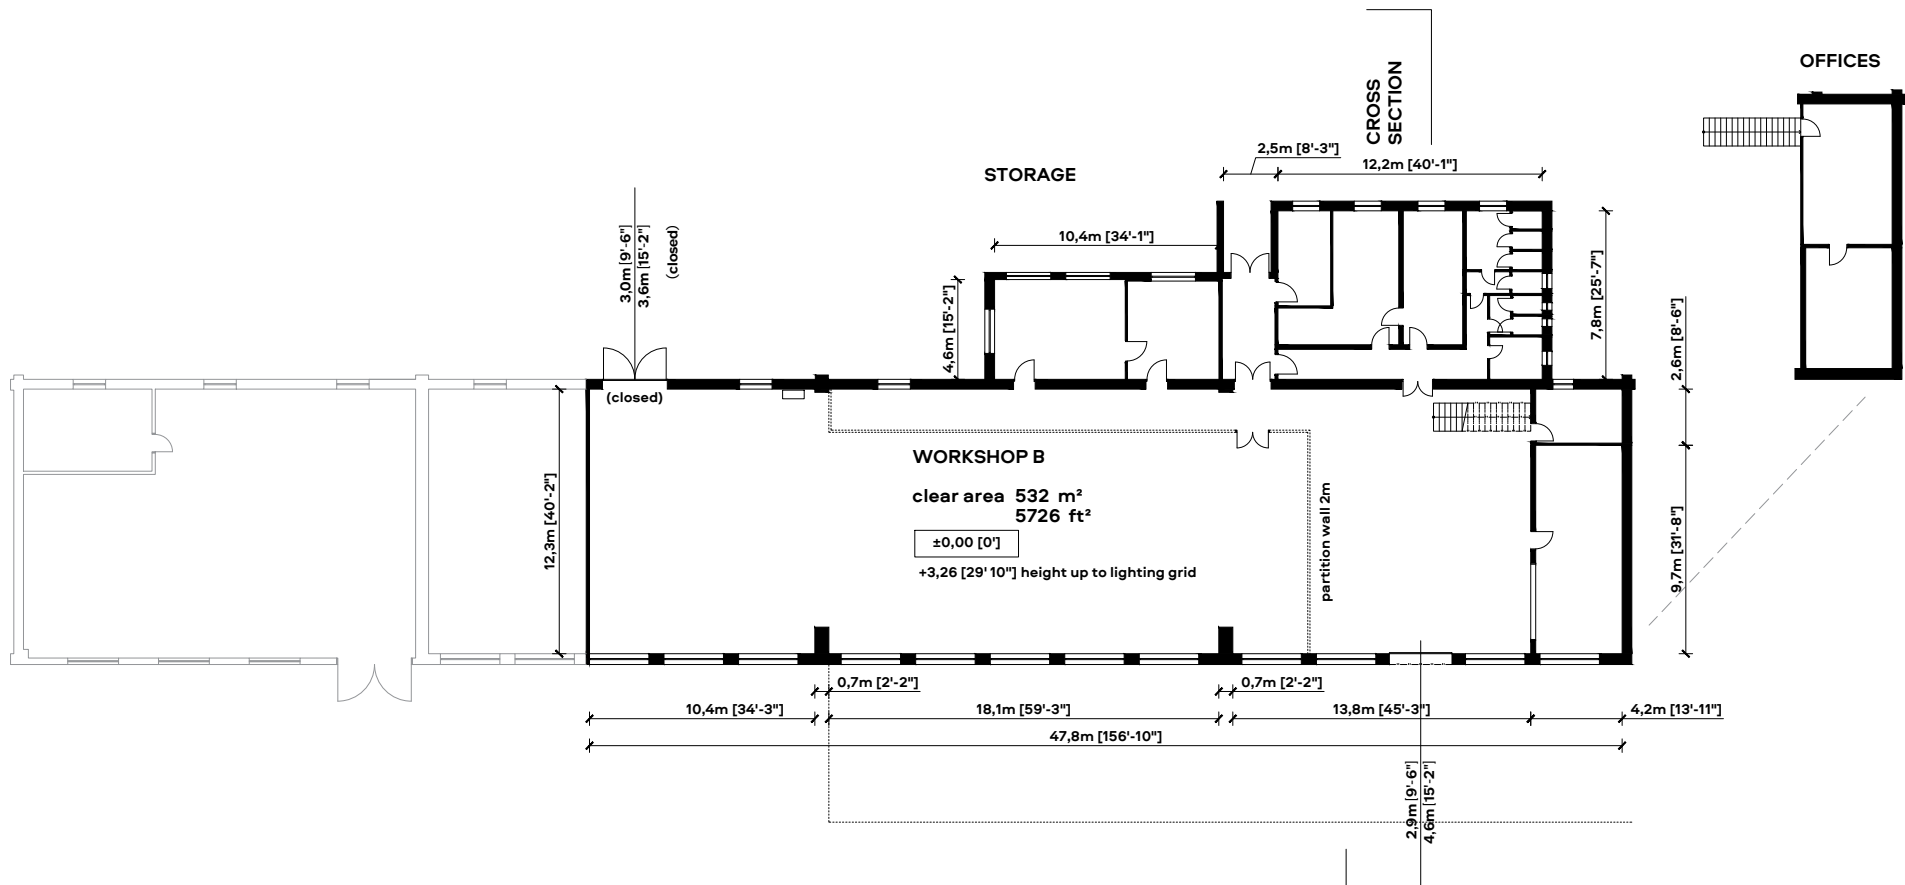 OFFICES
CROSS
SECTION
2,5m [8'-3"]
12,2m [40'-1"]
STORAGE
10,4m [34'-1"]
3,0m [9'-6"]
3,6m [15'-2"]
(closed)
4,6m [15'-2"]
7,8m [25'-7"]
2,6m [8'-6"]
(closed)
WORKSHOP B
clear area 532 m²
5726 ft²
±0,00 [0']
+3,26 [29' 10"] height up to lighting grid
12,3m [40'-2"]
partition wall 2m
9,7m [31'-8"]
0,7m [2'-2"]
0,7m [2'-2"]
10,4m [34'-3"]
18,1m [59'-3"]
13,8m [45'-3"]
4,2m [13'-11"]
47,8m [156'-10"]
2,9m [9'-6"]
4,6m [15'-2"]